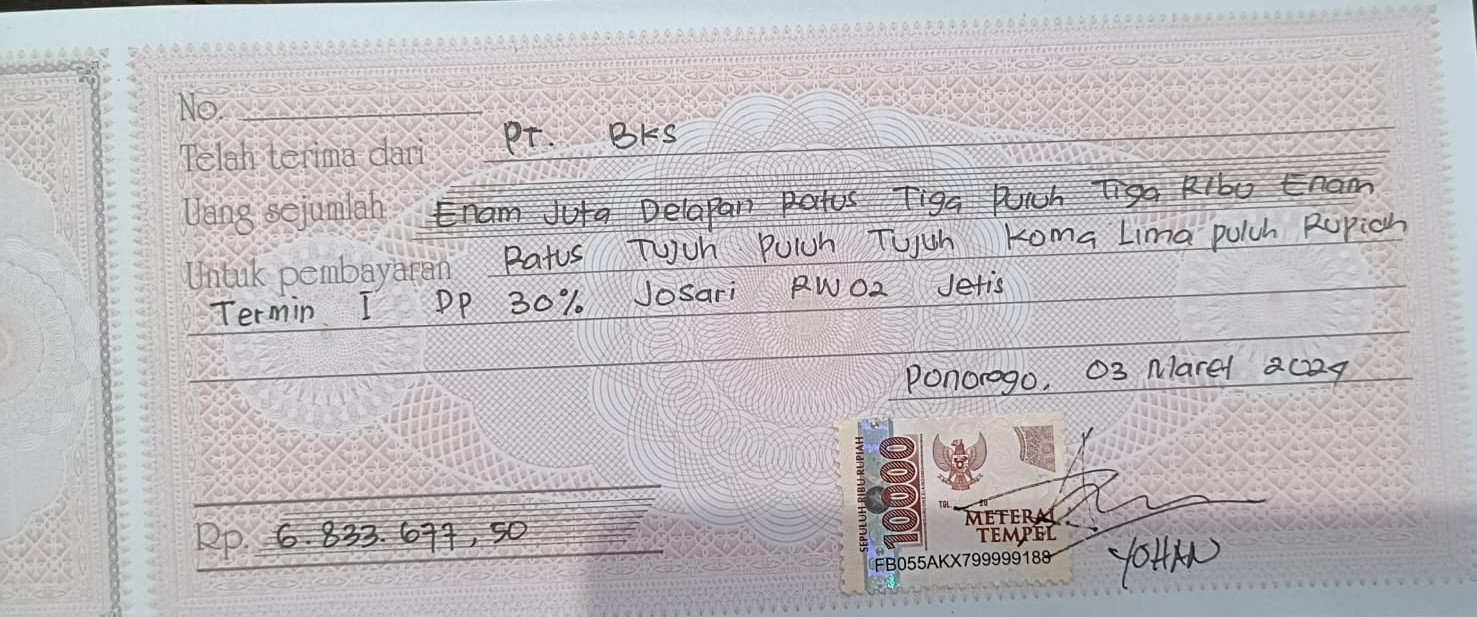 No.
Telah terima dari PT. BKS
Uang sejumlah Enam Juta Delapan Ratus Tiga Puluh Tiga Ribu Enam
Ratus Tujuh Puluh Tujuh Koma Lima puluh Rupiah
Untuk pembayaran
Termin I DP 30% Josari RW 02 Jetis
Ponorogo, 03 Maret 2024
SEPULUH RIBU RUPIAH
10000
TGL. 20
METERAI
TEMPEL
FB055AKX799999188
Rp. 6.833.677,50
YOHAN